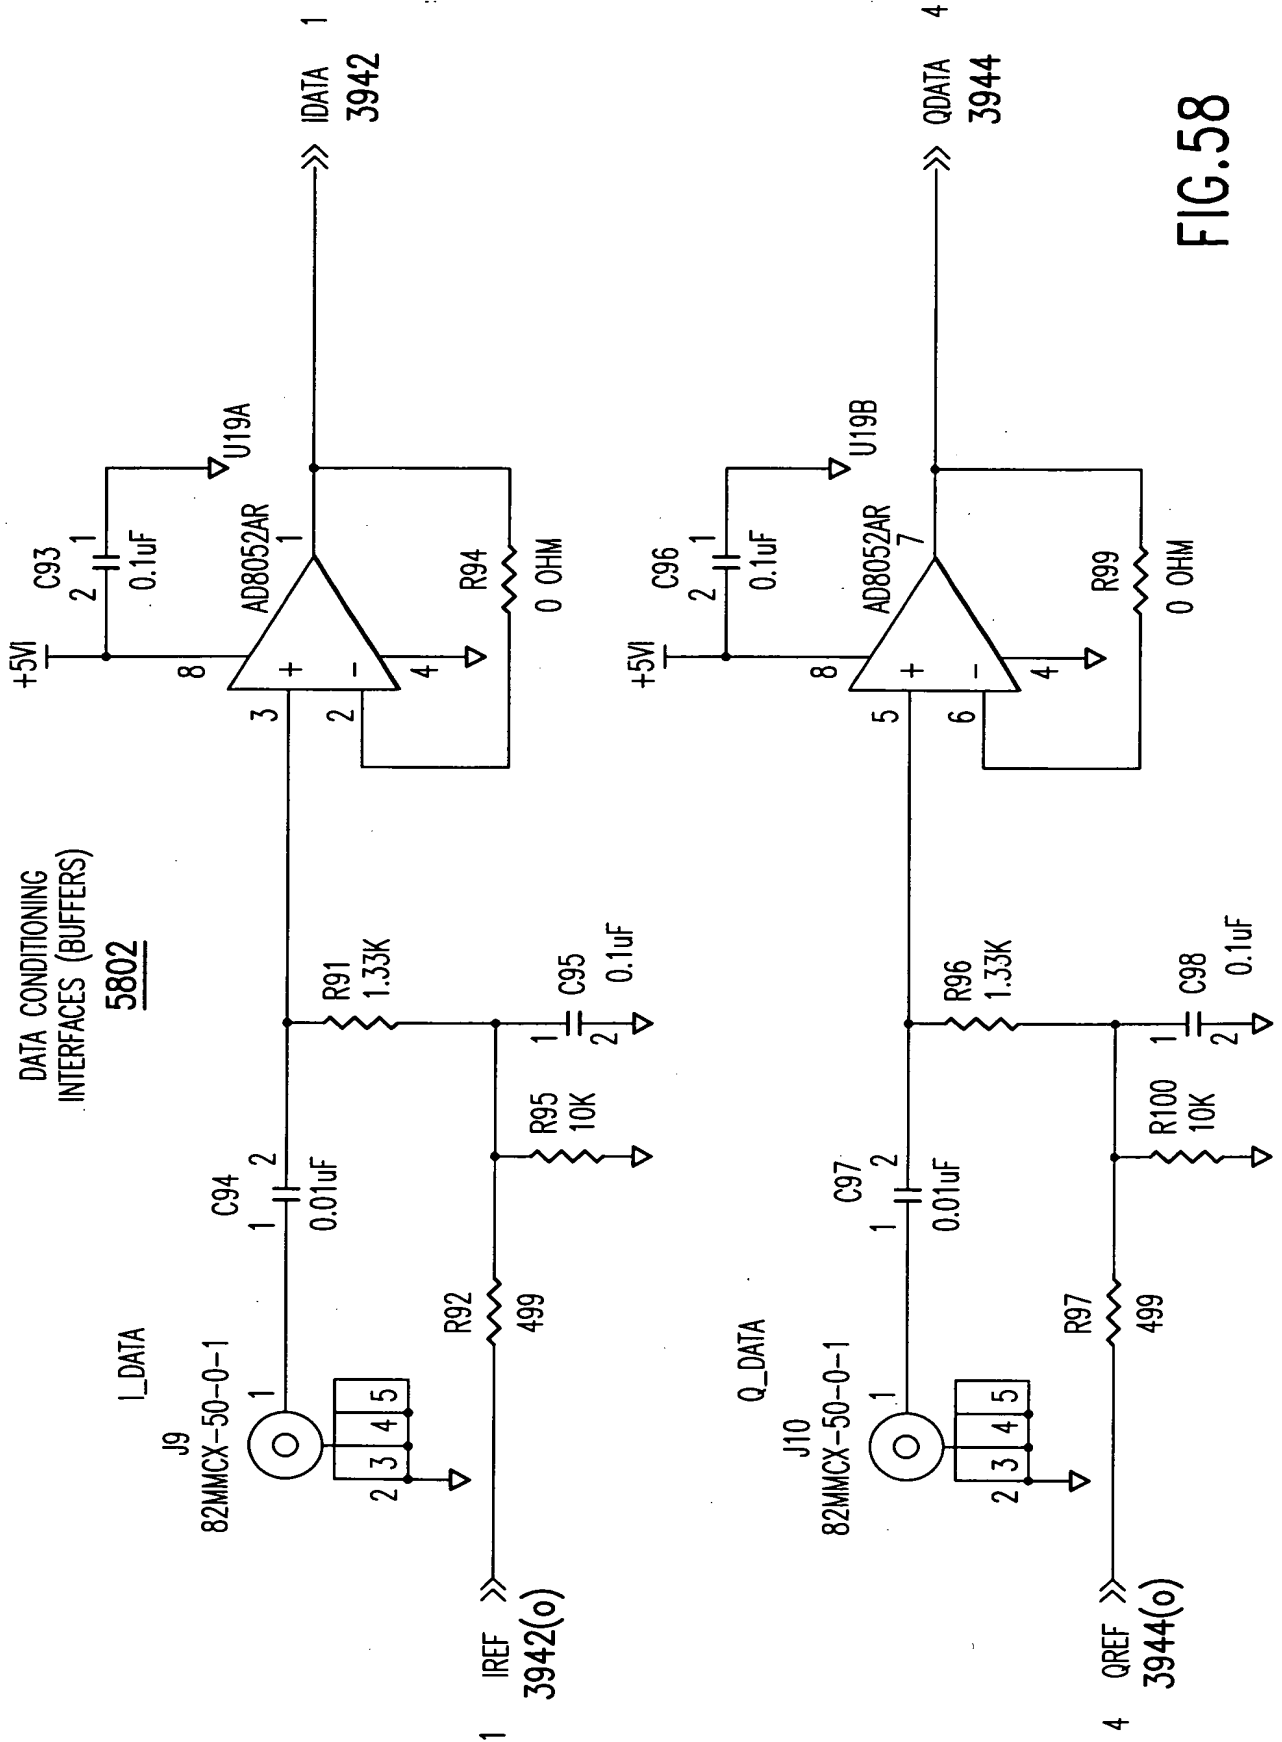 DATA CONDITIONING
INTERFACES (BUFFERS)
5802
I_DATA
J9
82MMCX-50-0-1
1
2 3 4 5
C94
1 2
0.01uF
R91
1.33K
IREF
3942(o)
1
R92
499
R95
10K
C95
1
2
0.1uF
+5VI
C93
2 1
0.1uF
U19A
AD8052AR
8
3
+
2
-
4
1
R94
0 OHM
IDATA 1
3942
Q_DATA
J10
82MMCX-50-0-1
1
2 3 4 5
C97
1 2
0.01uF
R96
1.33K
4
QREF
3944(o)
R97
499
R100
10K
C98
1
2
0.1uF
+5VI
C96
2 1
0.1uF
U19B
AD8052AR
8
5
+
6
-
4
7
R99
0 OHM
QDATA 4
3944
FIG.58